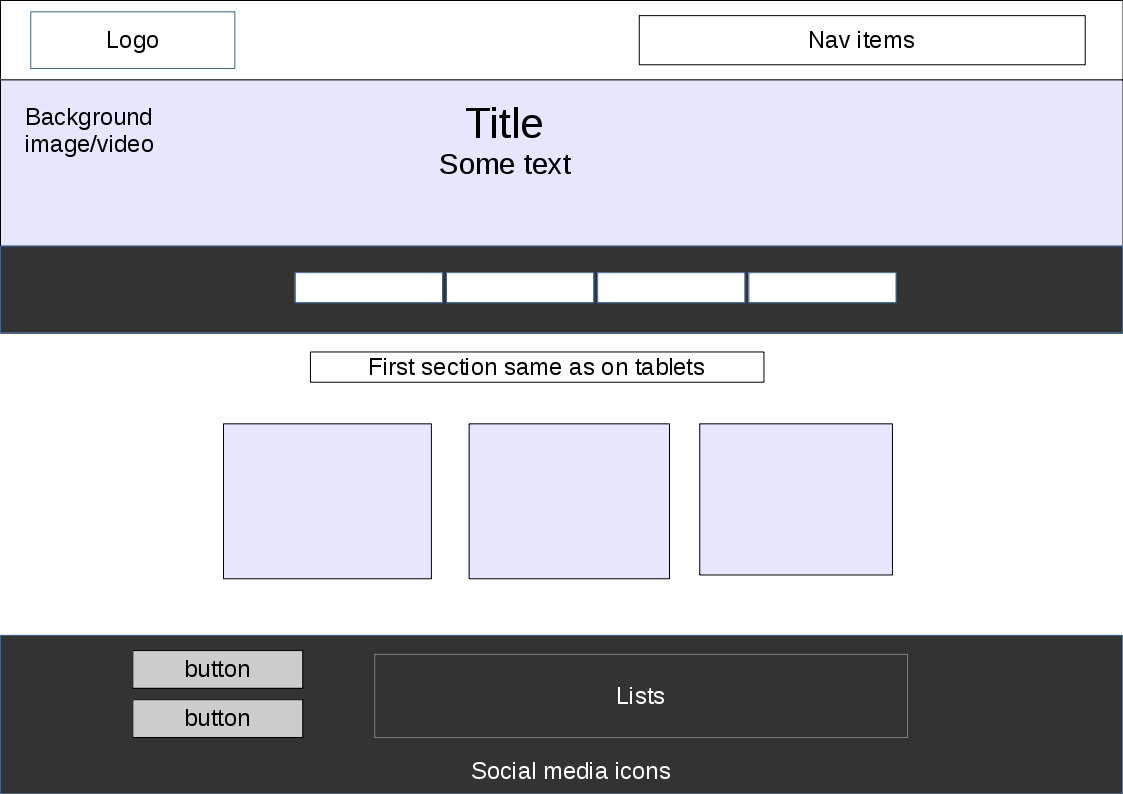 Logo
Nav items
Background
image/video
Title
Some text
First section same as on tablets
button
button
Lists
Social media icons